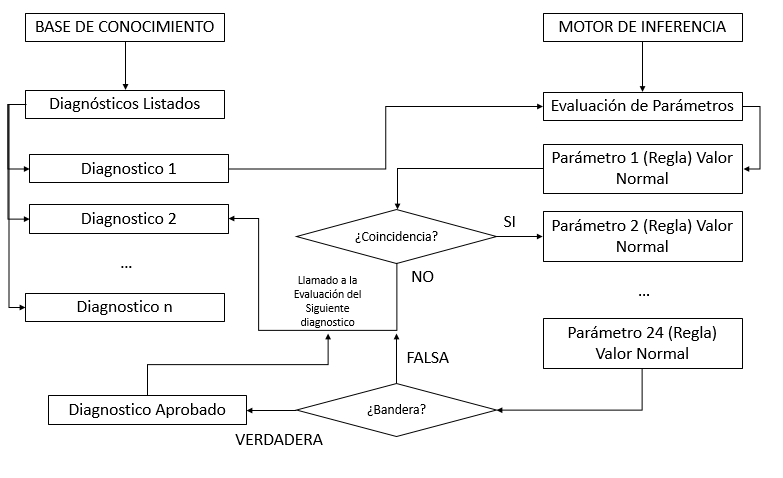 BASE DE CONOCIMIENTO
MOTOR DE INFERENCIA
Diagnósticos Listados
Evaluación de Parámetros
Diagnostico 1
Parámetro 1 (Regla) Valor
Normal
Diagnostico 2
¿Coincidencia?
SI
Parámetro 2 (Regla) Valor
Normal
...
NO
Llamado a la
Evaluación del
Siguiente
diagnostico
...
Diagnostico n
Parámetro 24 (Regla)
Valor Normal
FALSA
Diagnostico Aprobado
¿Bandera?
VERDADERA